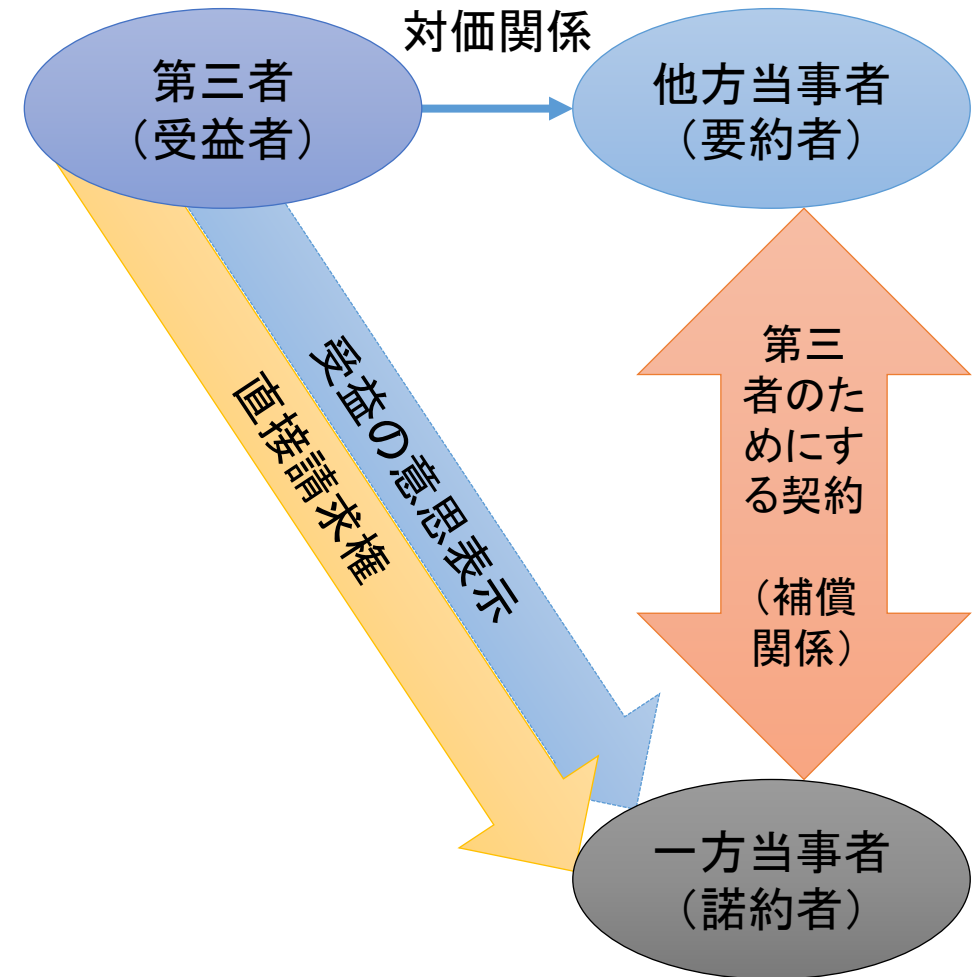 対価関係
第三者
（受益者）
他方当事者
（要約者）
受益の意思表示
直接請求権
第三
者のた
めにす
る契約
（補償
関係）
一方当事者
（諾約者）